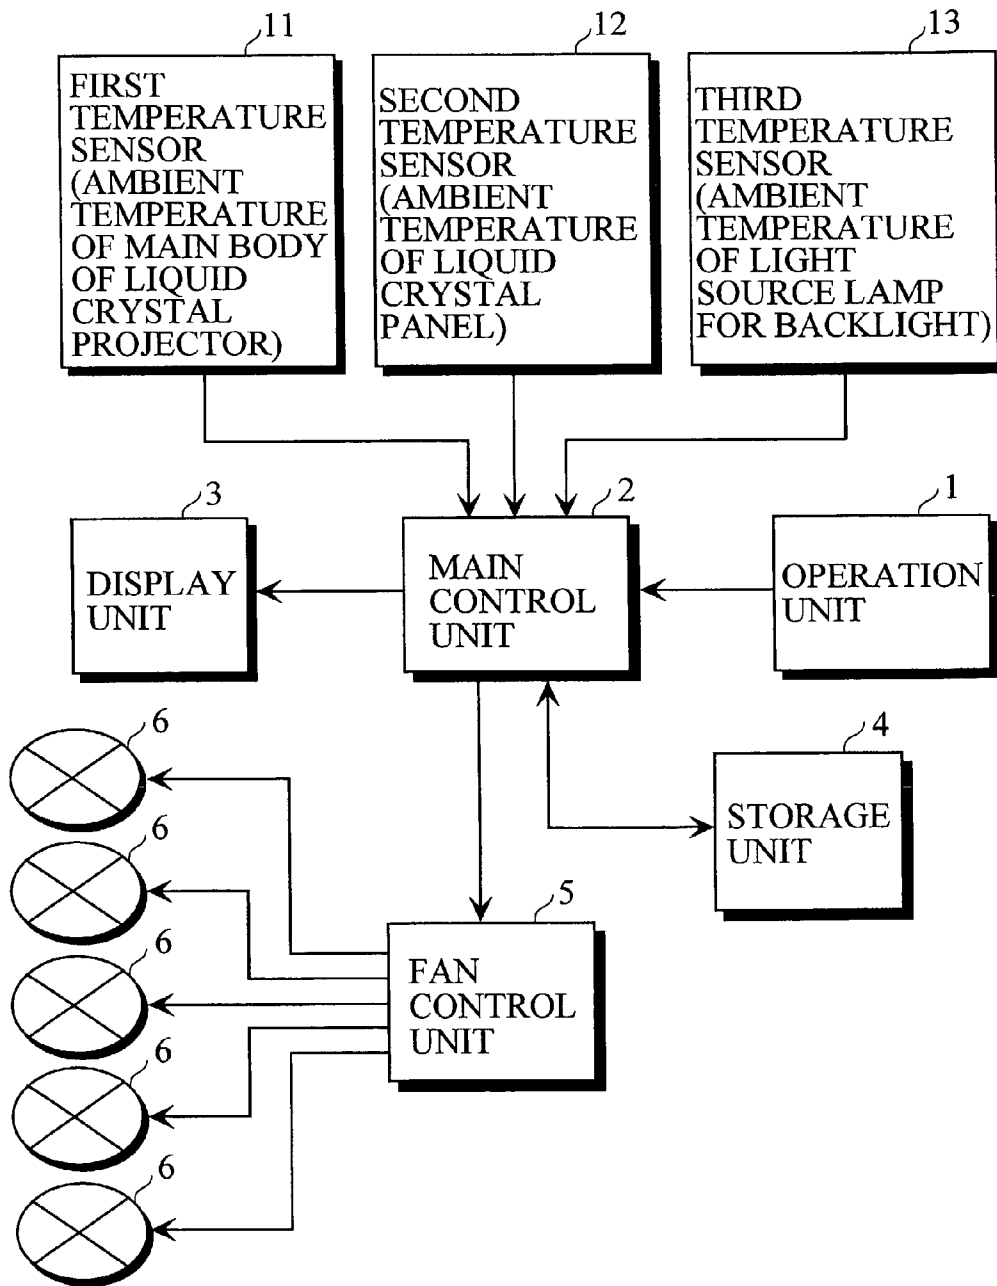 11
FIRST
TEMPERATURE
SENSOR
(AMBIENT
TEMPERATURE
OF MAIN BODY
OF LIQUID
CRYSTAL
PROJECTOR)
12
SECOND
TEMPERATURE
SENSOR
(AMBIENT
TEMPERATURE
OF LIQUID
CRYSTAL
PANEL)
13
THIRD
TEMPERATURE
SENSOR
(AMBIENT
TEMPERATURE
OF LIGHT
SOURCE LAMP
FOR BACKLIGHT)
3
DISPLAY
UNIT
2
MAIN
CONTROL
UNIT
1
OPERATION
UNIT
4
STORAGE
UNIT
5
FAN
CONTROL
UNIT
6
6
6
6
6